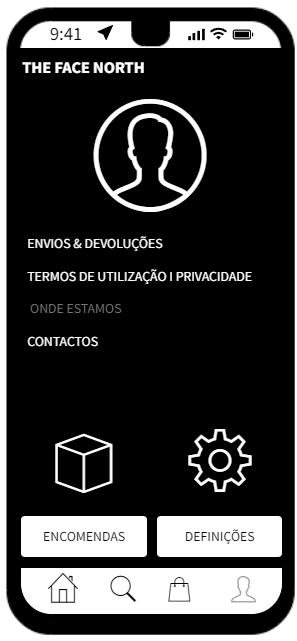 9:41
THE FACE NORTH
ENVIOS & DEVOLUÇÕES
TERMOS DE UTILIZAÇÃO I PRIVACIDADE
ONDE ESTAMOS
CONTACTOS
ENCOMENDAS
DEFINIÇÕES